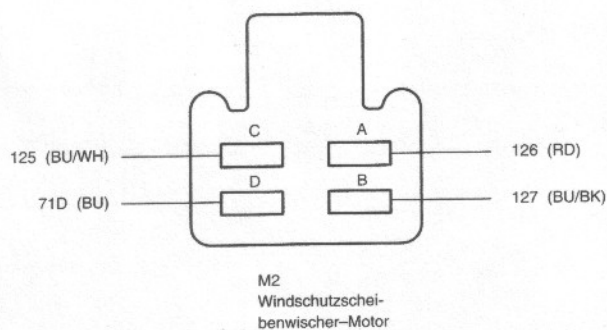 C A
125 (BU/WH) 126 (RD)
D B
71D (BU) 127 (BU/BK)
M2
Windschutzschei-
benwischer–Motor